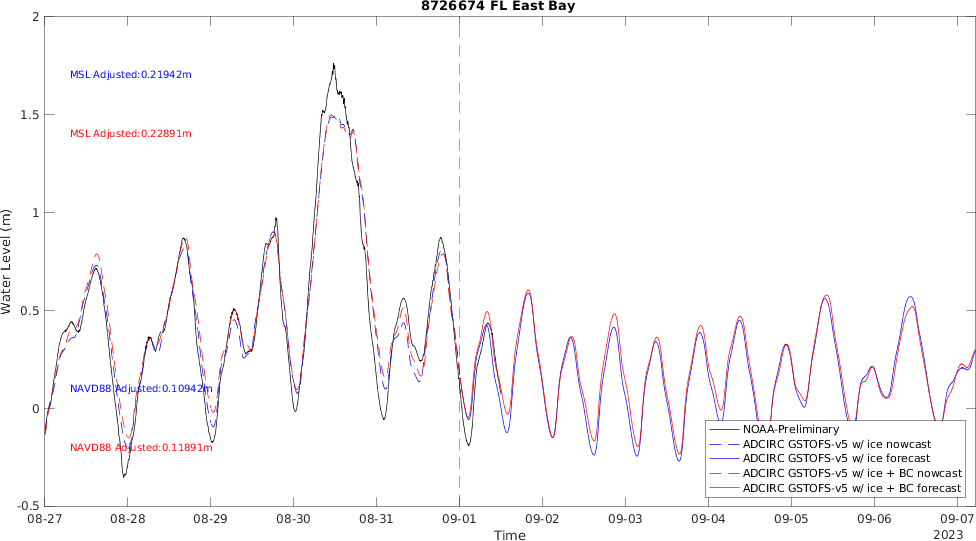 8726674 FL East Bay
2
1.5
1
0.5
0
-0.5
Water Level (m)
MSL Adjusted:0.21942m
MSL Adjusted:0.22891m
NAVD88 Adjusted:0.10942m
NAVD88 Adjusted:0.11891m
NOAA-Preliminary
ADCIRC GSTOFS-v5 w/ ice nowcast
ADCIRC GSTOFS-v5 w/ ice forecast
ADCIRC GSTOFS-v5 w/ ice + BC nowcast
ADCIRC GSTOFS-v5 w/ ice + BC forecast
08-27 08-28 08-29 08-30 08-31 09-01 09-02 09-03 09-04 09-05 09-06 09-07
Time
2023